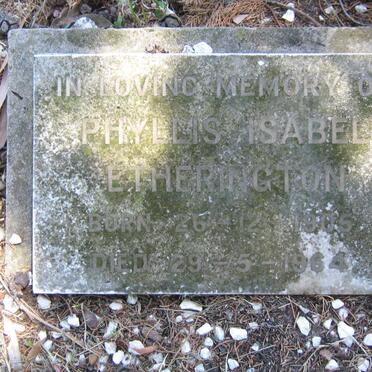 IN LOVING MEMORY O
PHYLLIS ISABEL
ETHERINGTON
BORN 26-12-
DIED 29-5-